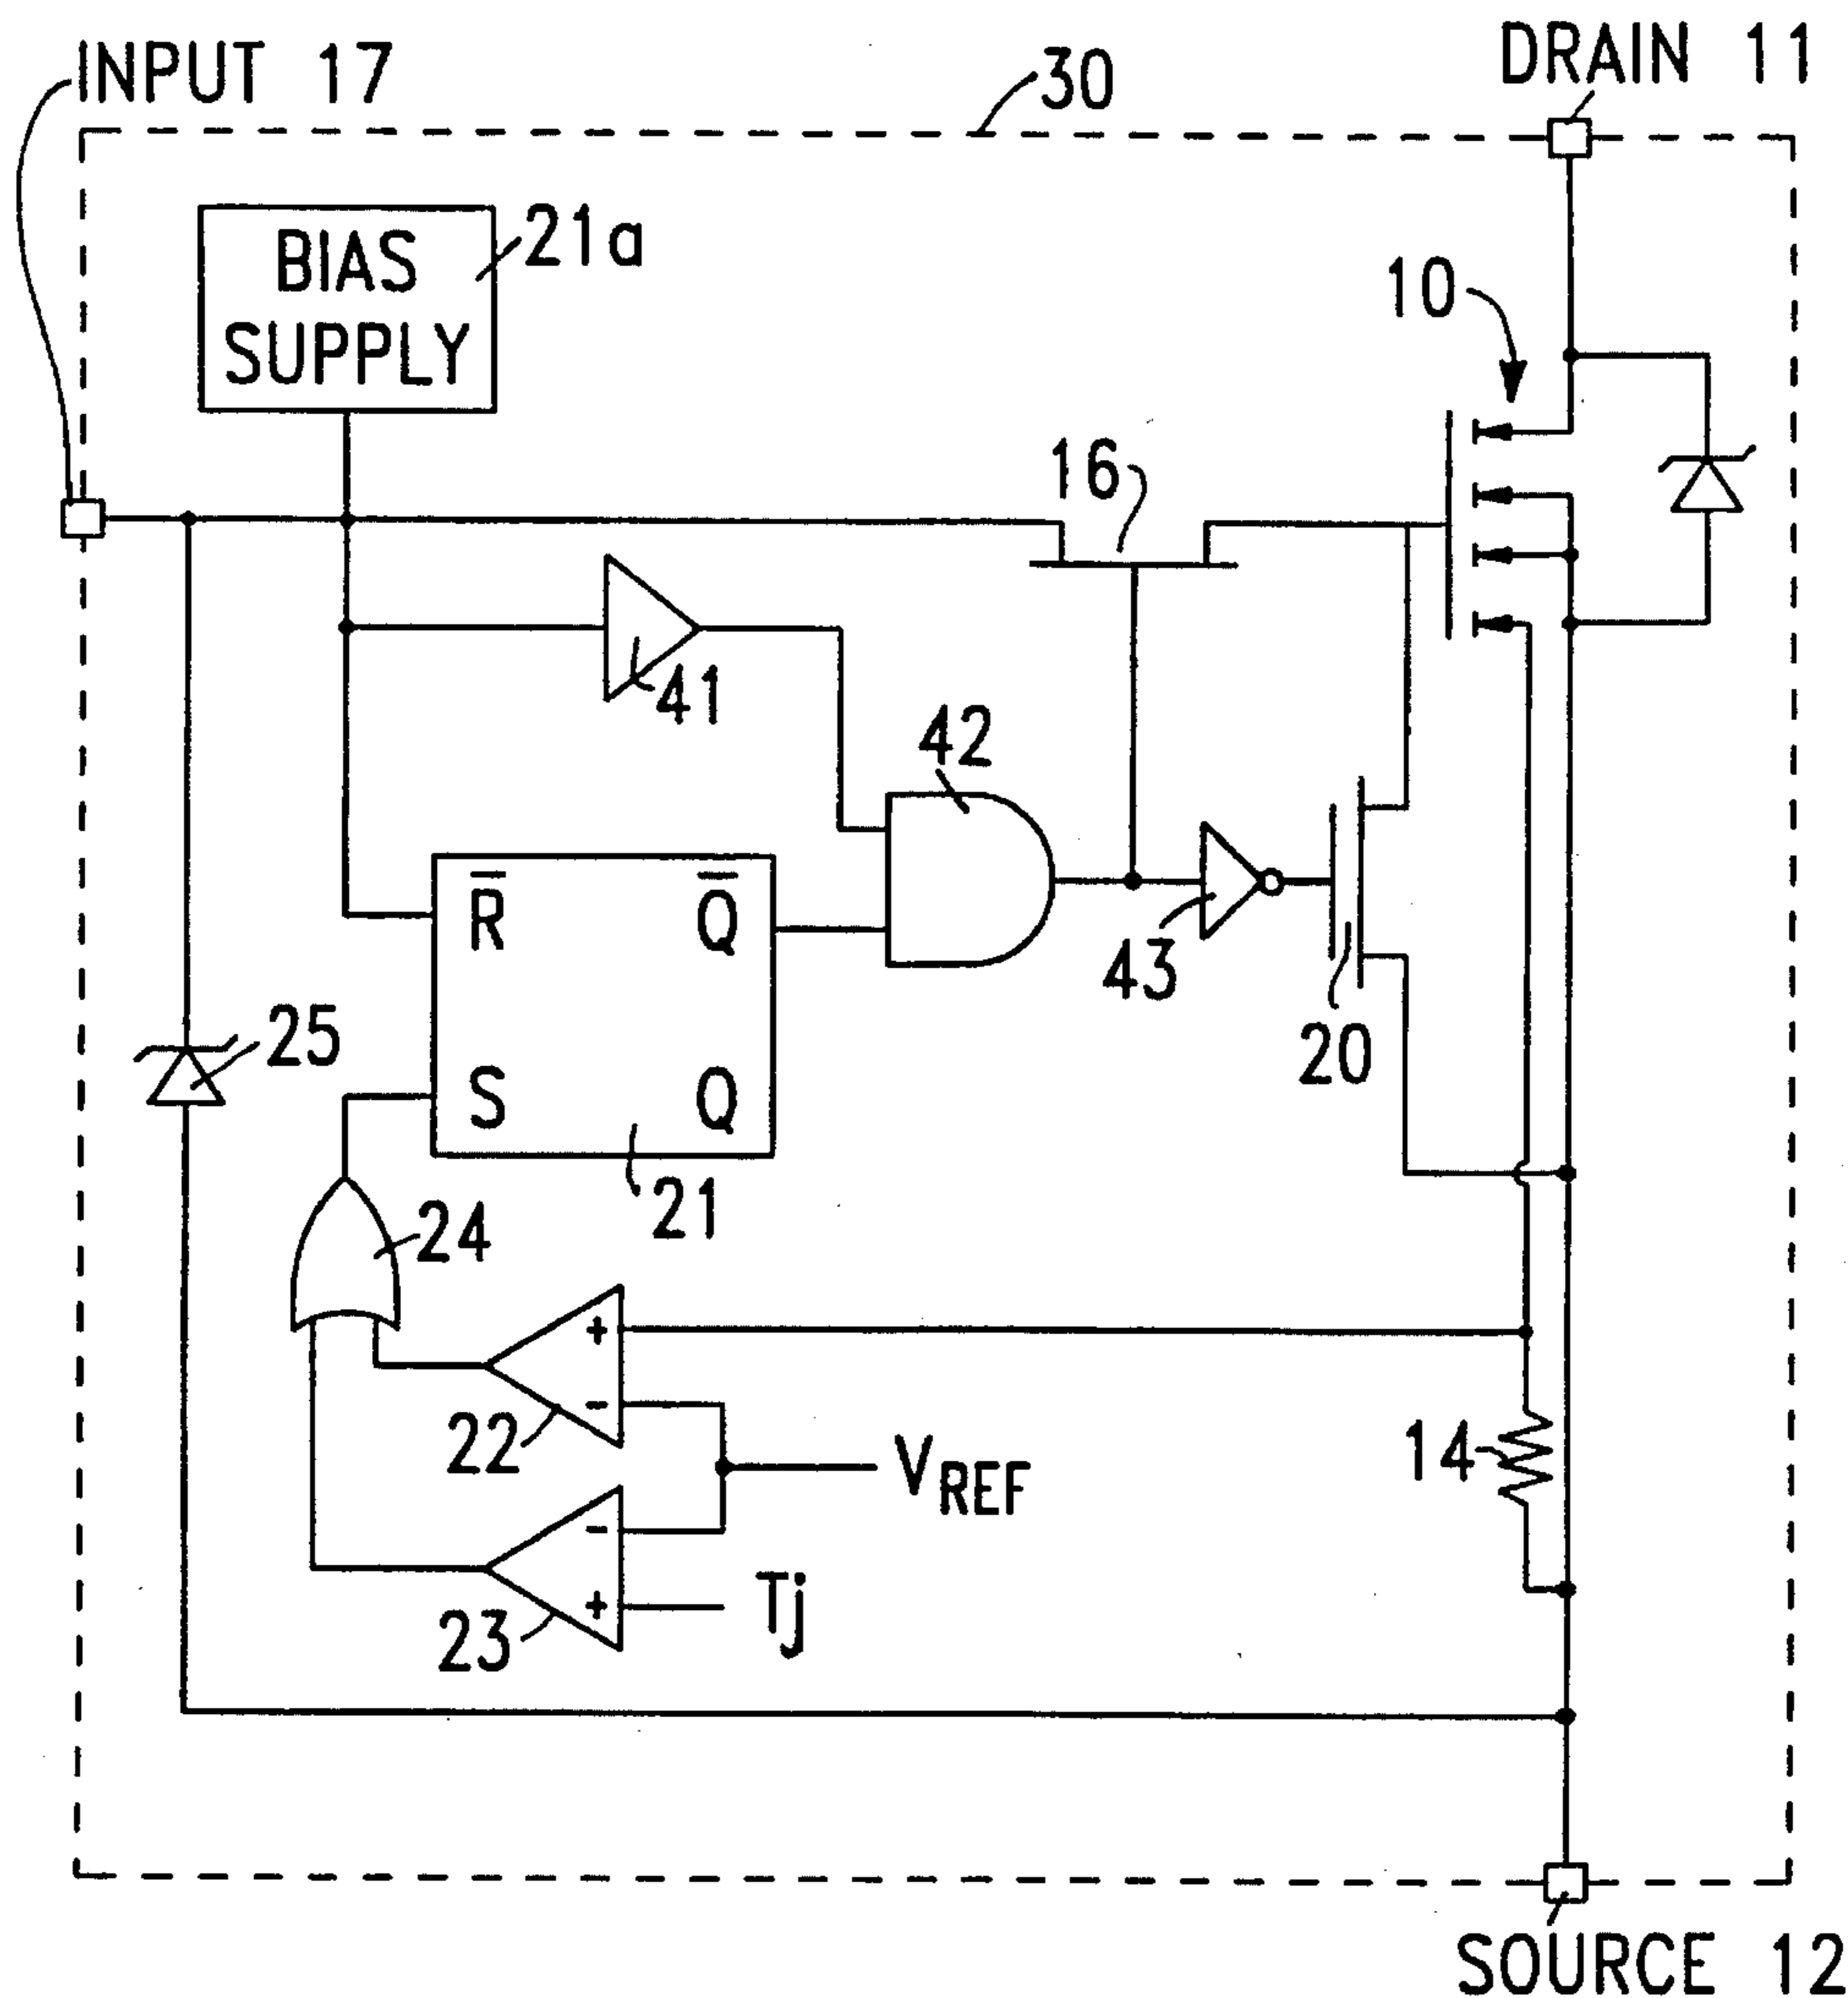 INPUT 17
30
DRAIN 11
BIAS
SUPPLY
21a
10
16
41
42
R̅
Q̅
43
20
25
S
Q
21
24
+
-
22
VREF
14
-
+
Tj
23
SOURCE 12